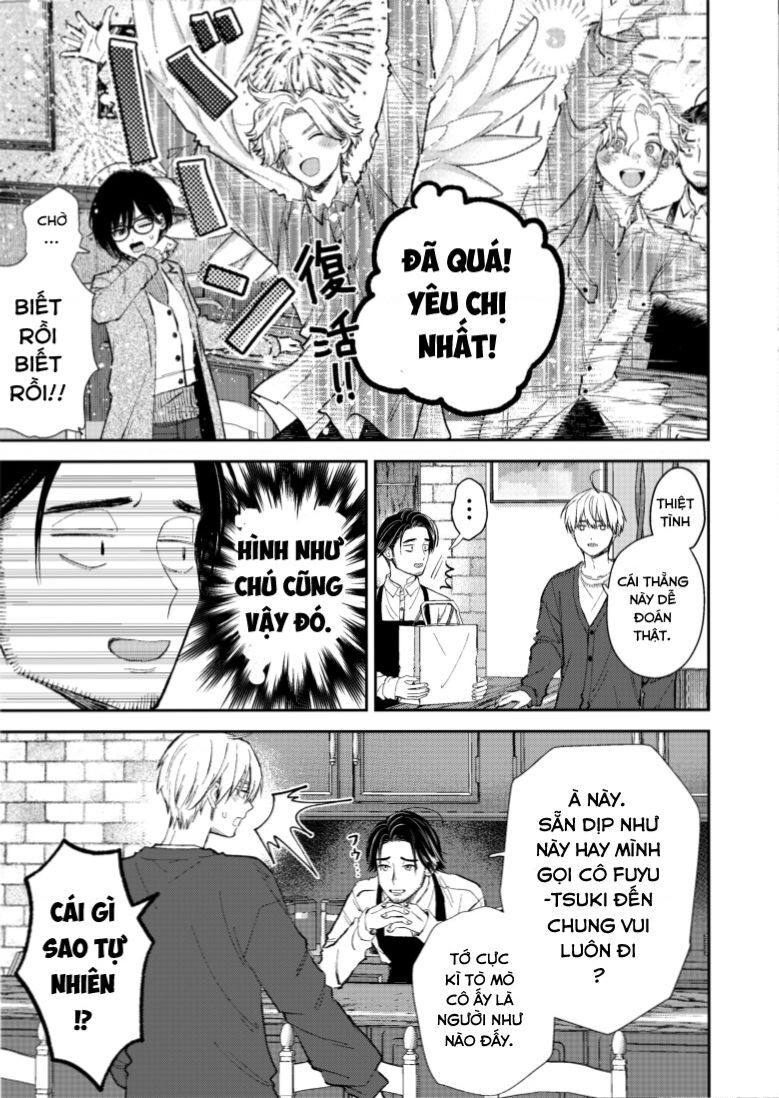 ĐÃ QUÁ!
YÊU CHỊ
NHẤT!
復活!!
CHỜ
...
BIẾT
RỒI
BIẾT
RỒI!!
THIỆT
TÌNH
CÁI THẰNG
NÀY DỄ
ĐOÁN
THẬT.
...
HÌNH NHƯ
CHÚ CŨNG
VẬY ĐÓ.
À NÀY.
SẴN DỊP NHƯ
NÀY HAY MÌNH
GỌI CÔ FUYU
-TSUKI ĐẾN
CHUNG VUI
LUÔN ĐI
?
TỚ CỰC
KÌ TÒ MÒ
CÔ ẤY LÀ
NGƯỜI NHƯ
NÀO ĐẤY.
フゥ…
CÁI GÌ
SAO TỰ
NHIÊN
!?